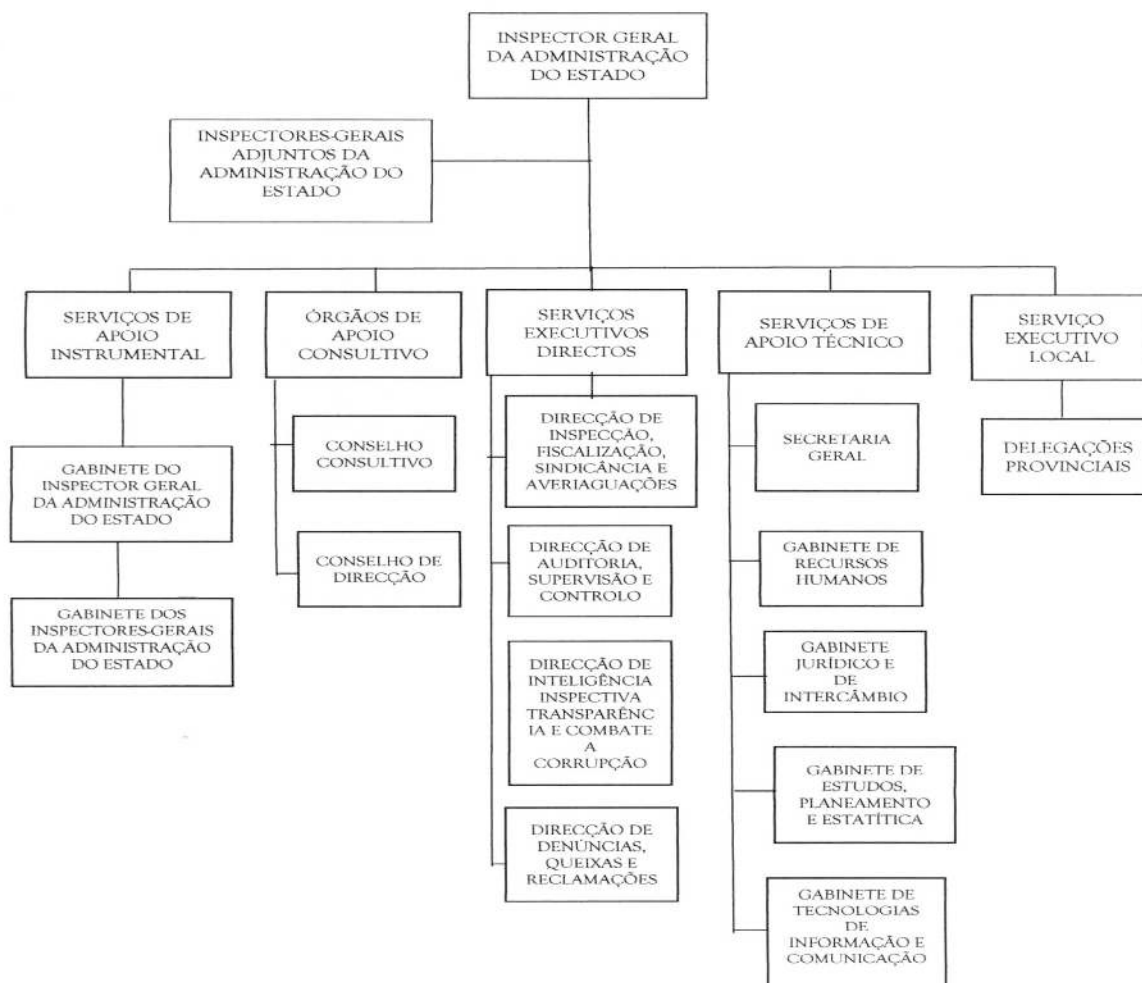 INSPECTOR GERAL
DA ADMINISTRAÇÃO
DO ESTADO
INSPECTORES-GERAIS
ADJUNTOS DA
ADMINISTRAÇÃO DO
ESTADO
SERVIÇOS DE
APOIO
INSTRUMENTAL
GABINETE DO
INSPECTOR GERAL
DA ADMINISTRAÇÃO
DO ESTADO
GABINETE DOS
INSPECTORES-GERAIS
DA ADMINISTRAÇÃO
DO ESTADO
ÓRGÃOS DE
APOIO
CONSULTIVO
CONSELHO
CONSULTIVO
CONSELHO DE
DIRECÇÃO
SERVIÇOS
EXECUTIVOS
DIRECTOS
DIRECÇÃO DE
INSPECÇÃO,
FISCALIZAÇÃO,
SINDICÂNCIA E
AVERIAGUAÇÕES
DIRECÇÃO DE
AUDITORIA,
SUPERVISÃO E
CONTROLO
DIRECÇÃO DE
INTELIGÊNCIA
INSPECTIVA
TRANSPARÊNC
IA E COMBATE
A
CORRUPÇÃO
DIRECÇÃO DE
DENÚNCIAS,
QUEIXAS E
RECLAMAÇÕES
SERVIÇOS DE
APOIO TÉCNICO
SECRETARIA
GERAL
GABINETE DE
RECURSOS
HUMANOS
GABINETE
JURÍDICO E
DE
INTERCÂMBIO
GABINETE DE
ESTUDOS,
PLANEAMENTO
E ESTATÍTICA
GABINETE DE
TECNOLOGIAS
DE
INFORMAÇÃO E
COMUNICAÇÃO
SERVIÇO
EXECUTIVO
LOCAL
DELEGAÇÕES
PROVINCIAIS